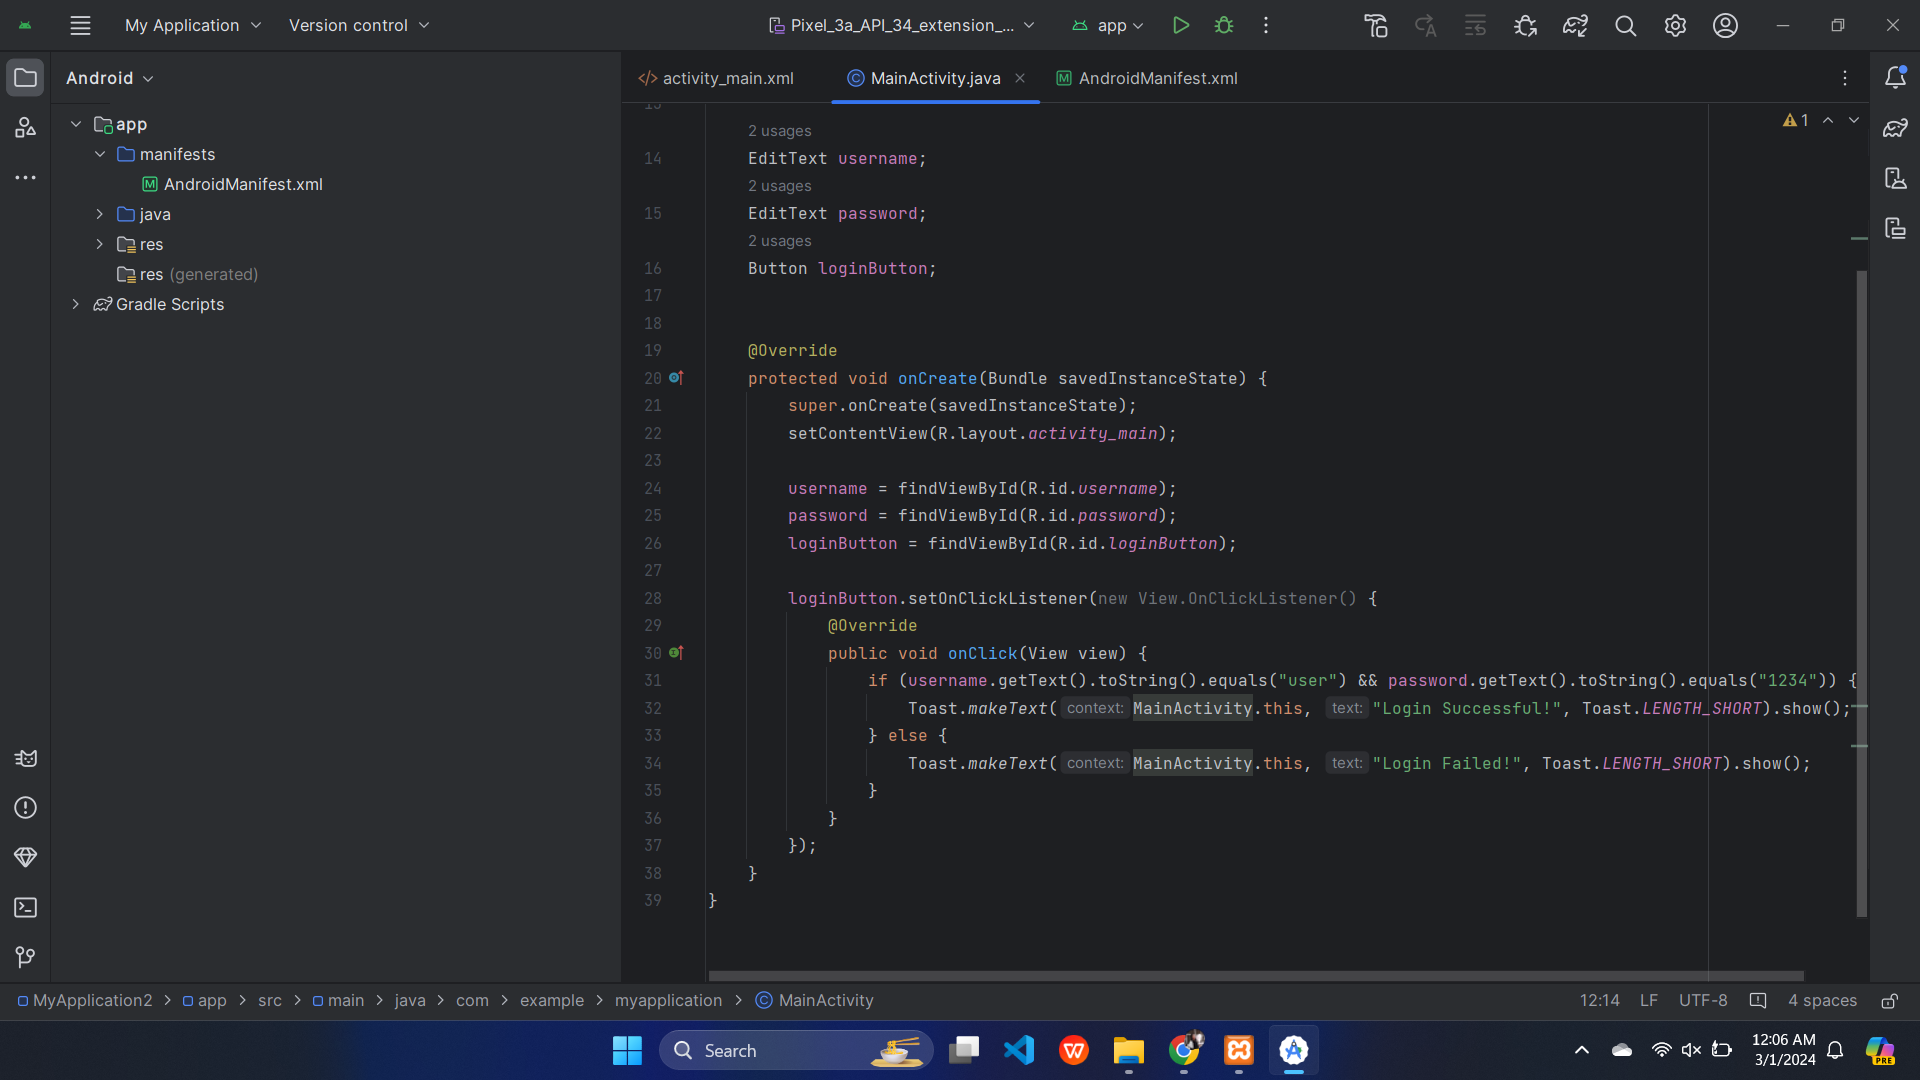 My Application
Version control
Pixel_3a_API_34_extension_...
app
Android
activity_main.xml
MainActivity.java
AndroidManifest.xml
app
manifests
AndroidManifest.xml
java
res
res (generated)
Gradle Scripts
1
2 usages
14 EditText username;
2 usages
15 EditText password;
2 usages
16 Button loginButton;
17
18
19 @Override
20 protected void onCreate(Bundle savedInstanceState) {
21 super.onCreate(savedInstanceState);
22 setContentView(R.layout.activity_main);
23
24 username = findViewById(R.id.username);
25 password = findViewById(R.id.password);
26 loginButton = findViewById(R.id.loginButton);
27
28 loginButton.setOnClickListener(new View.OnClickListener() {
29 @Override
30 public void onClick(View view) {
31 if (username.getText().toString().equals("user") && password.getText().toString().equals("1234")) {
32 Toast.makeText( context: MainActivity.this, text: "Login Successful!", Toast.LENGTH_SHORT).show();
33 } else {
34 Toast.makeText( context: MainActivity.this, text: "Login Failed!", Toast.LENGTH_SHORT).show();
35 }
36 }
37 });
38 }
39 }
MyApplication2 > app > src > main > java > com > example > myapplication > MainActivity
12:14 LF UTF-8 4 spaces
Search
12:06 AM
3/1/2024
PRE